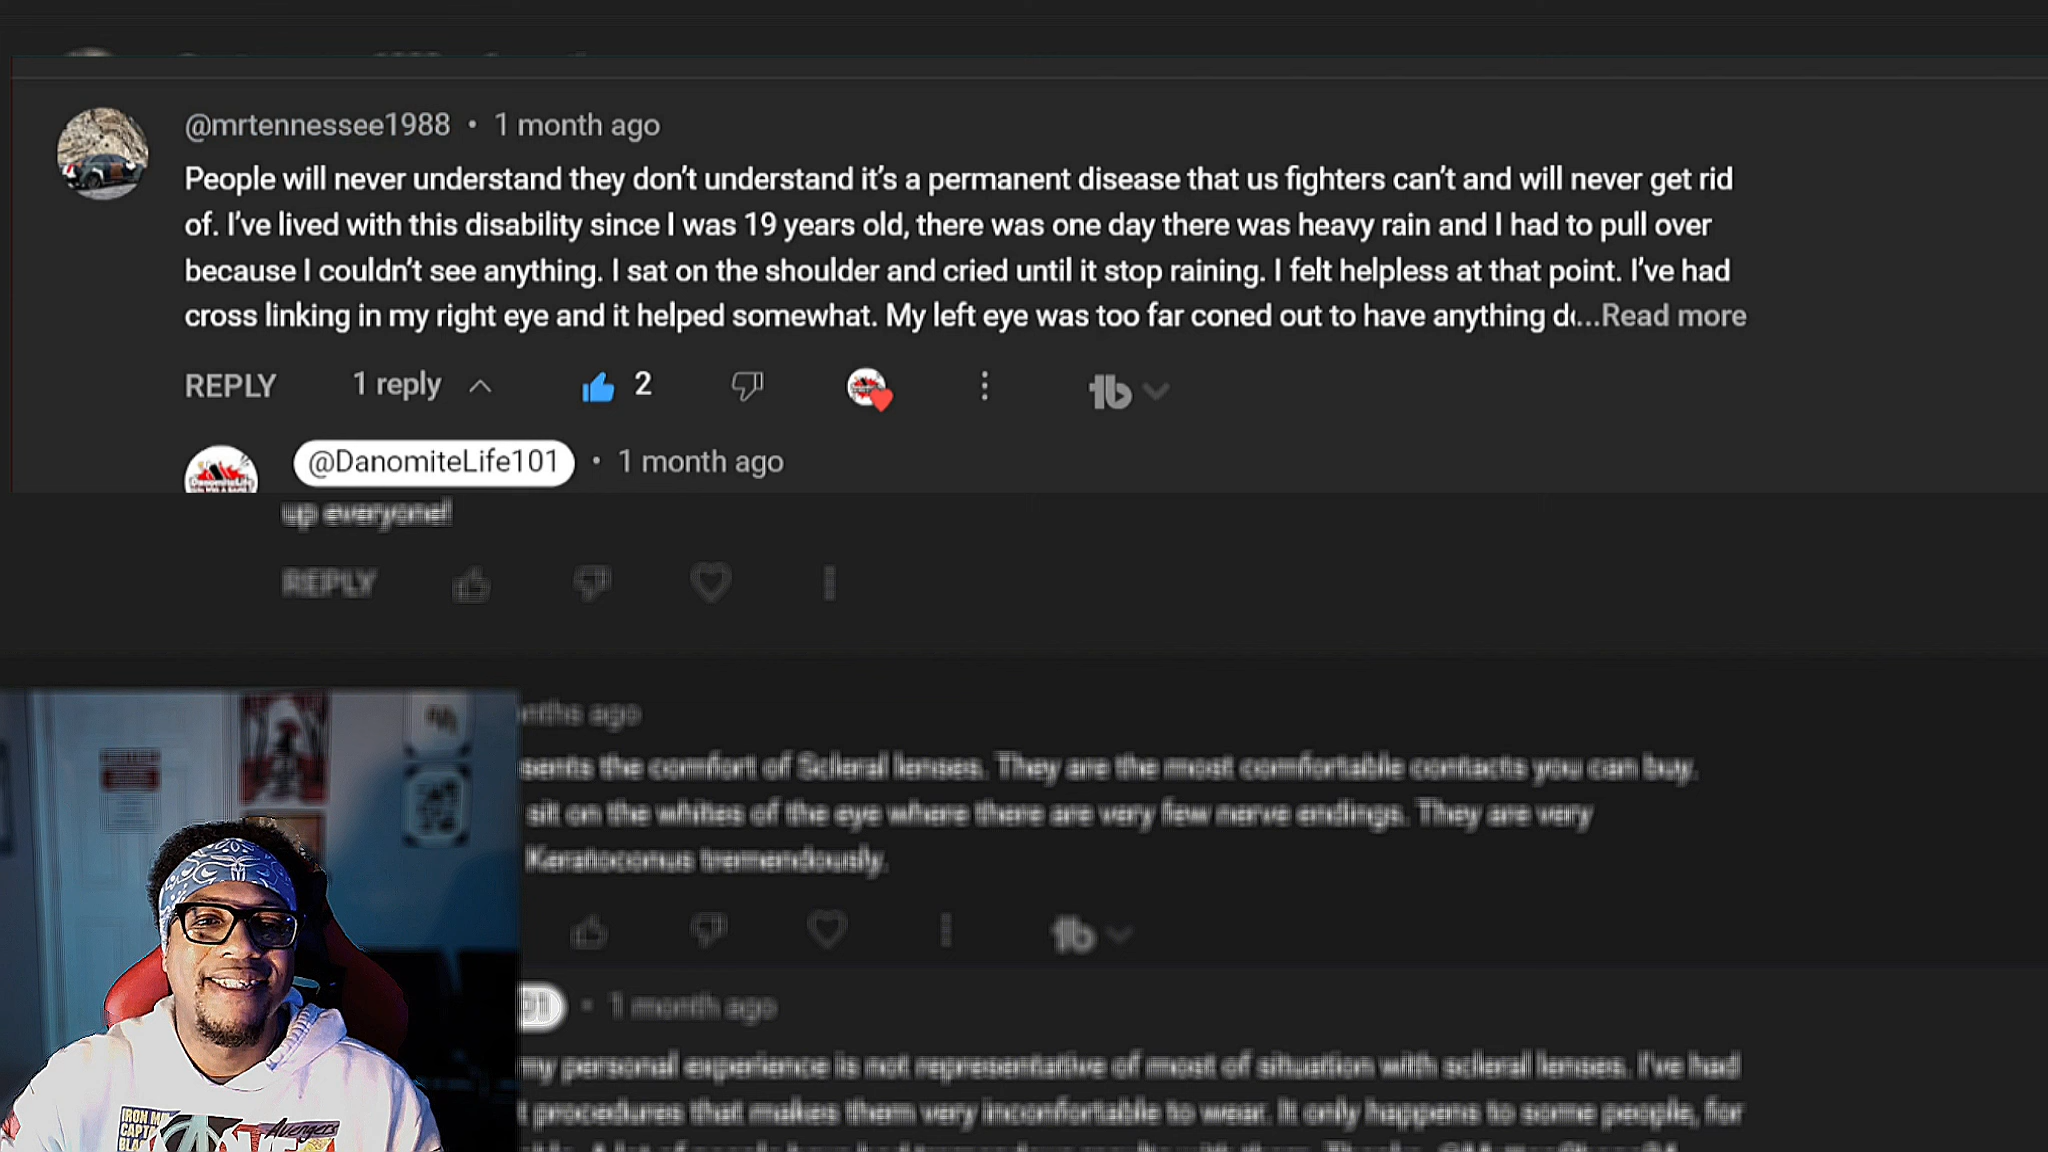 @mrtennessee1988 • 1 month ago
People will never understand they don't understand it's a permanent disease that us fighters can't and will never get rid
of. I've lived with this disability since I was 19 years old, there was one day there was heavy rain and I had to pull over
because I couldn't see anything. I sat on the shoulder and cried until it stop raining. I felt helpless at that point. I've had
cross linking in my right eye and it helped somewhat. My left eye was too far coned out to have anything d...Read more
REPLY 1 reply 2
@DanomiteLife101 • 1 month ago
up everyone!
REPLY
nths ago
sents the comfort of Scleral lenses. They are the most comfortable contacts you can buy.
sit on the whites of the eye where there are very few nerve endings. They are very
Keratoconus tremendously.
01 • 1 month ago
my personal experience is not representative of most of situation with scleral lenses. I've had
t procedures that makes them very inconfortable to wear. It only happens to some people, for
IRON M
CAPT
BLA
Avengers